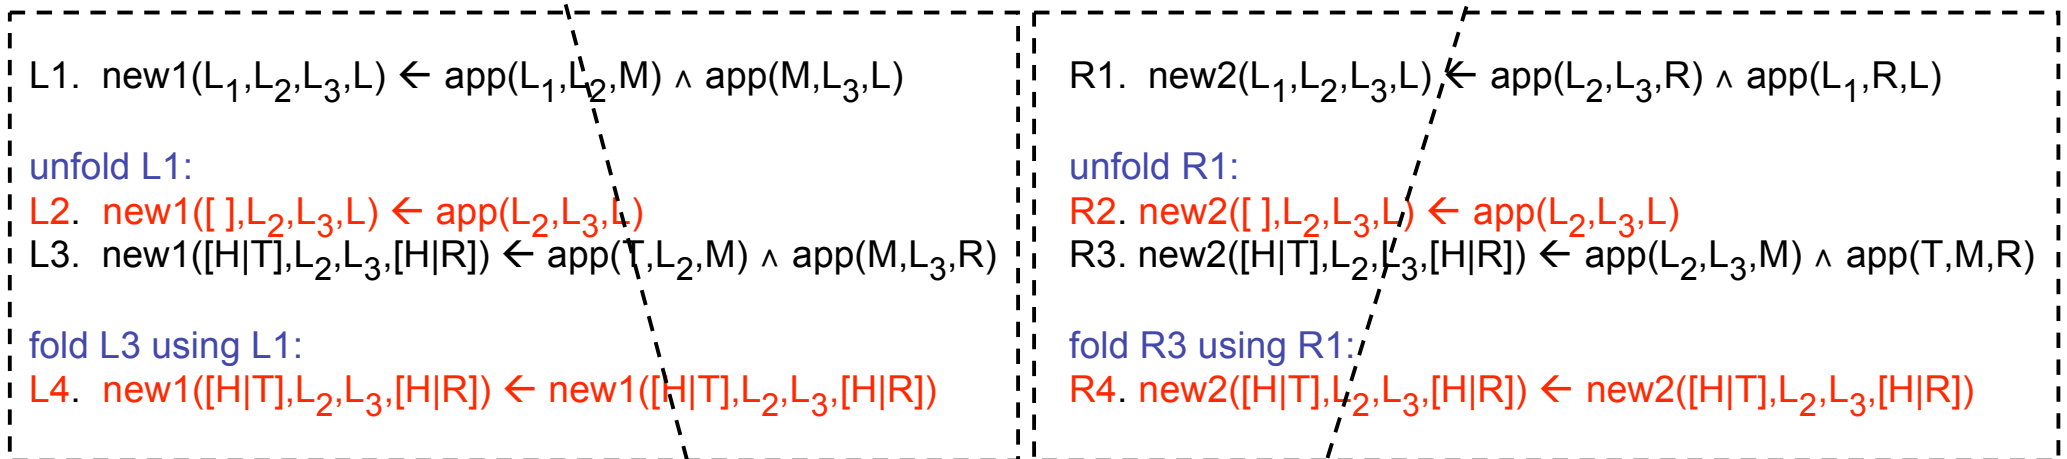 L1. new1(L₁,L₂,L₃,L) ← app(L₁,L₂,M) ∧ app(M,L₃,L)
unfold L1:
L2. new1([ ],L₂,L₃,L) ← app(L₂,L₃,L)
L3. new1([H|T],L₂,L₃,[H|R]) ← app(T,L₂,M) ∧ app(M,L₃,R)
fold L3 using L1:
L4. new1([H|T],L₂,L₃,[H|R]) ← new1([H|T],L₂,L₃,[H|R])
R1. new2(L₁,L₂,L₃,L) ← app(L₂,L₃,R) ∧ app(L₁,R,L)
unfold R1:
R2. new2([ ],L₂,L₃,L) ← app(L₂,L₃,L)
R3. new2([H|T],L₂,L₃,[H|R]) ← app(L₂,L₃,M) ∧ app(T,M,R)
fold R3 using R1:
R4. new2([H|T],L₂,L₃,[H|R]) ← new2([H|T],L₂,L₃,[H|R])